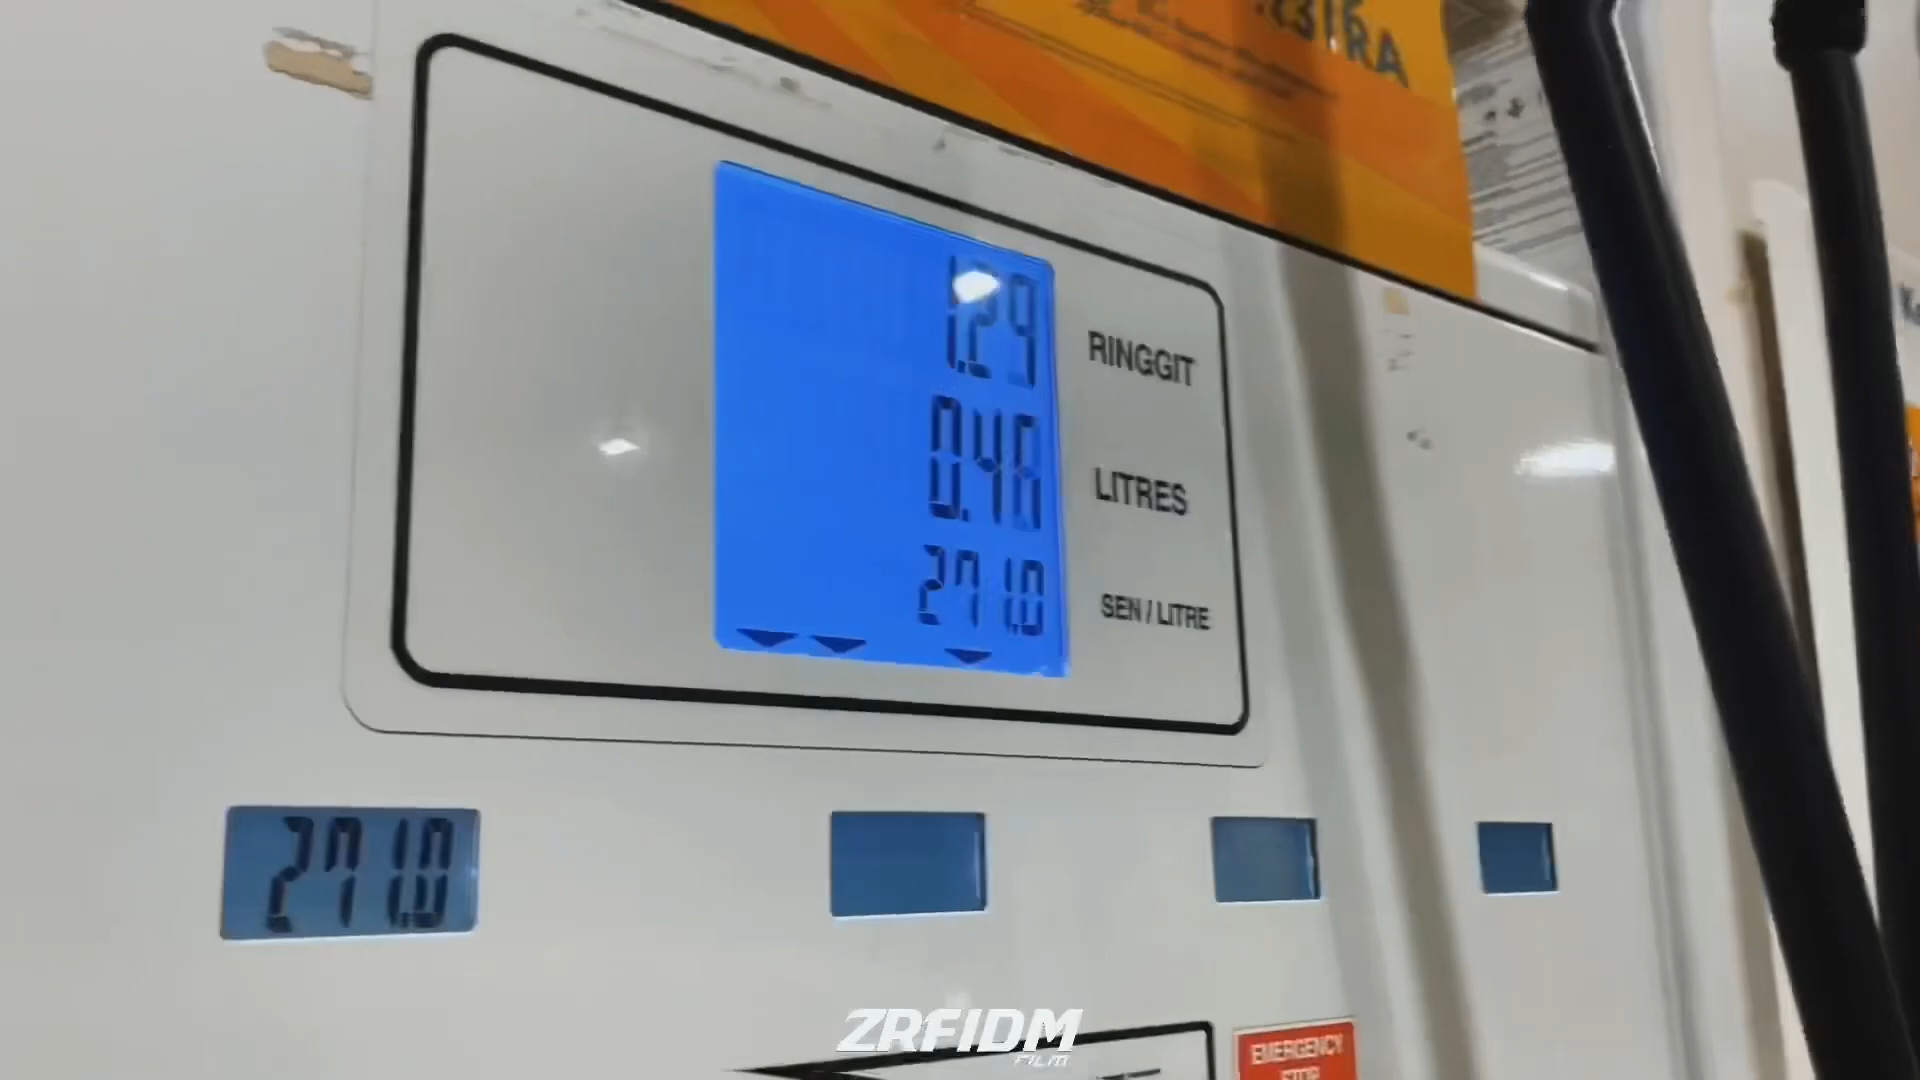 1.29 RINGGIT
0.48 LITRES
271.0 SEN / LITRE
271.0
ZRFIDM
FILM
EMERGENCY
STOP